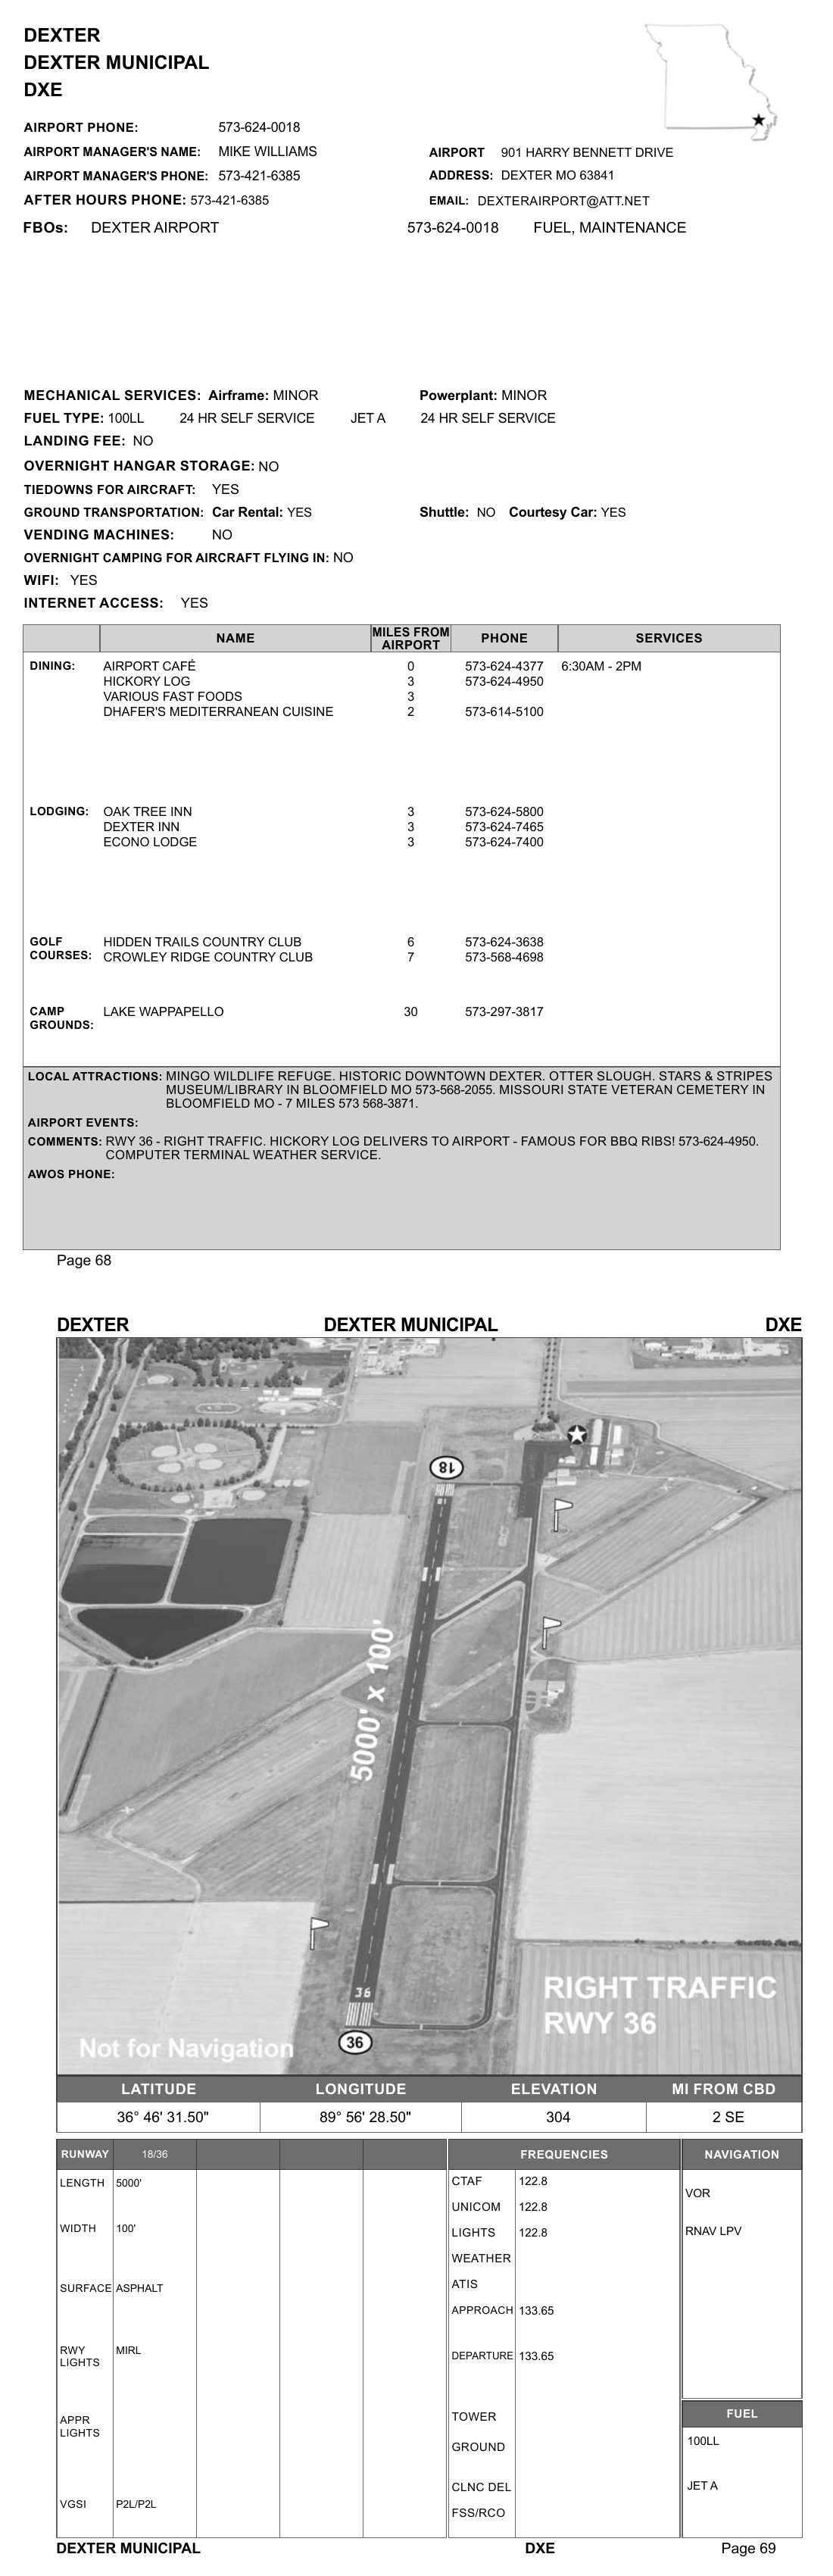 DEXTER
DEXTER MUNICIPAL
DXE
AIRPORT PHONE: 573-624-0018
AIRPORT MANAGER'S NAME: MIKE WILLIAMS
AIRPORT MANAGER'S PHONE: 573-421-6385
AFTER HOURS PHONE: 573-421-6385
AIRPORT 901 HARRY BENNETT DRIVE
ADDRESS: DEXTER MO 63841
EMAIL: DEXTERAIRPORT@ATT.NET
FBOs: DEXTER AIRPORT 573-624-0018 FUEL, MAINTENANCE
MECHANICAL SERVICES: Airframe: MINOR Powerplant: MINOR
FUEL TYPE: 100LL 24 HR SELF SERVICE JET A 24 HR SELF SERVICE
LANDING FEE: NO
OVERNIGHT HANGAR STORAGE: NO
TIEDOWNS FOR AIRCRAFT: YES
GROUND TRANSPORTATION: Car Rental: YES Shuttle: NO Courtesy Car: YES
VENDING MACHINES: NO
OVERNIGHT CAMPING FOR AIRCRAFT FLYING IN: NO
WIFI: YES
INTERNET ACCESS: YES
NAME MILES FROM AIRPORT PHONE SERVICES
DINING: AIRPORT CAFÉ 0 573-624-4377 6:30AM - 2PM
HICKORY LOG 3 573-624-4950
VARIOUS FAST FOODS 3
DHAFER'S MEDITERRANEAN CUISINE 2 573-614-5100
LODGING: OAK TREE INN 3 573-624-5800
DEXTER INN 3 573-624-7465
ECONO LODGE 3 573-624-7400
GOLF COURSES: HIDDEN TRAILS COUNTRY CLUB 6 573-624-3638
CROWLEY RIDGE COUNTRY CLUB 7 573-568-4698
CAMP GROUNDS: LAKE WAPPAPELLO 30 573-297-3817
LOCAL ATTRACTIONS: MINGO WILDLIFE REFUGE. HISTORIC DOWNTOWN DEXTER. OTTER SLOUGH. STARS & STRIPES
MUSEUM/LIBRARY IN BLOOMFIELD MO 573-568-2055. MISSOURI STATE VETERAN CEMETERY IN
BLOOMFIELD MO - 7 MILES 573 568-3871.
AIRPORT EVENTS:
COMMENTS: RWY 36 - RIGHT TRAFFIC. HICKORY LOG DELIVERS TO AIRPORT - FAMOUS FOR BBQ RIBS! 573-624-4950.
COMPUTER TERMINAL WEATHER SERVICE.
AWOS PHONE:
Page 68
DEXTER DEXTER MUNICIPAL DXE
18
18
5000' x 100'
36
36
RIGHT TRAFFIC
RWY 36
Not for Navigation
LATITUDE LONGITUDE ELEVATION MI FROM CBD
36° 46' 31.50" 89° 56' 28.50" 304 2 SE
RUNWAY 18/36
LENGTH 5000'
WIDTH 100'
SURFACE ASPHALT
RWY LIGHTS MIRL
APPR LIGHTS
VGSI P2L/P2L
FREQUENCIES
CTAF 122.8
UNICOM 122.8
LIGHTS 122.8
WEATHER
ATIS
APPROACH 133.65
DEPARTURE 133.65
TOWER
GROUND
CLNC DEL
FSS/RCO
NAVIGATION
VOR
RNAV LPV
FUEL
100LL
JET A
DEXTER MUNICIPAL DXE Page 69